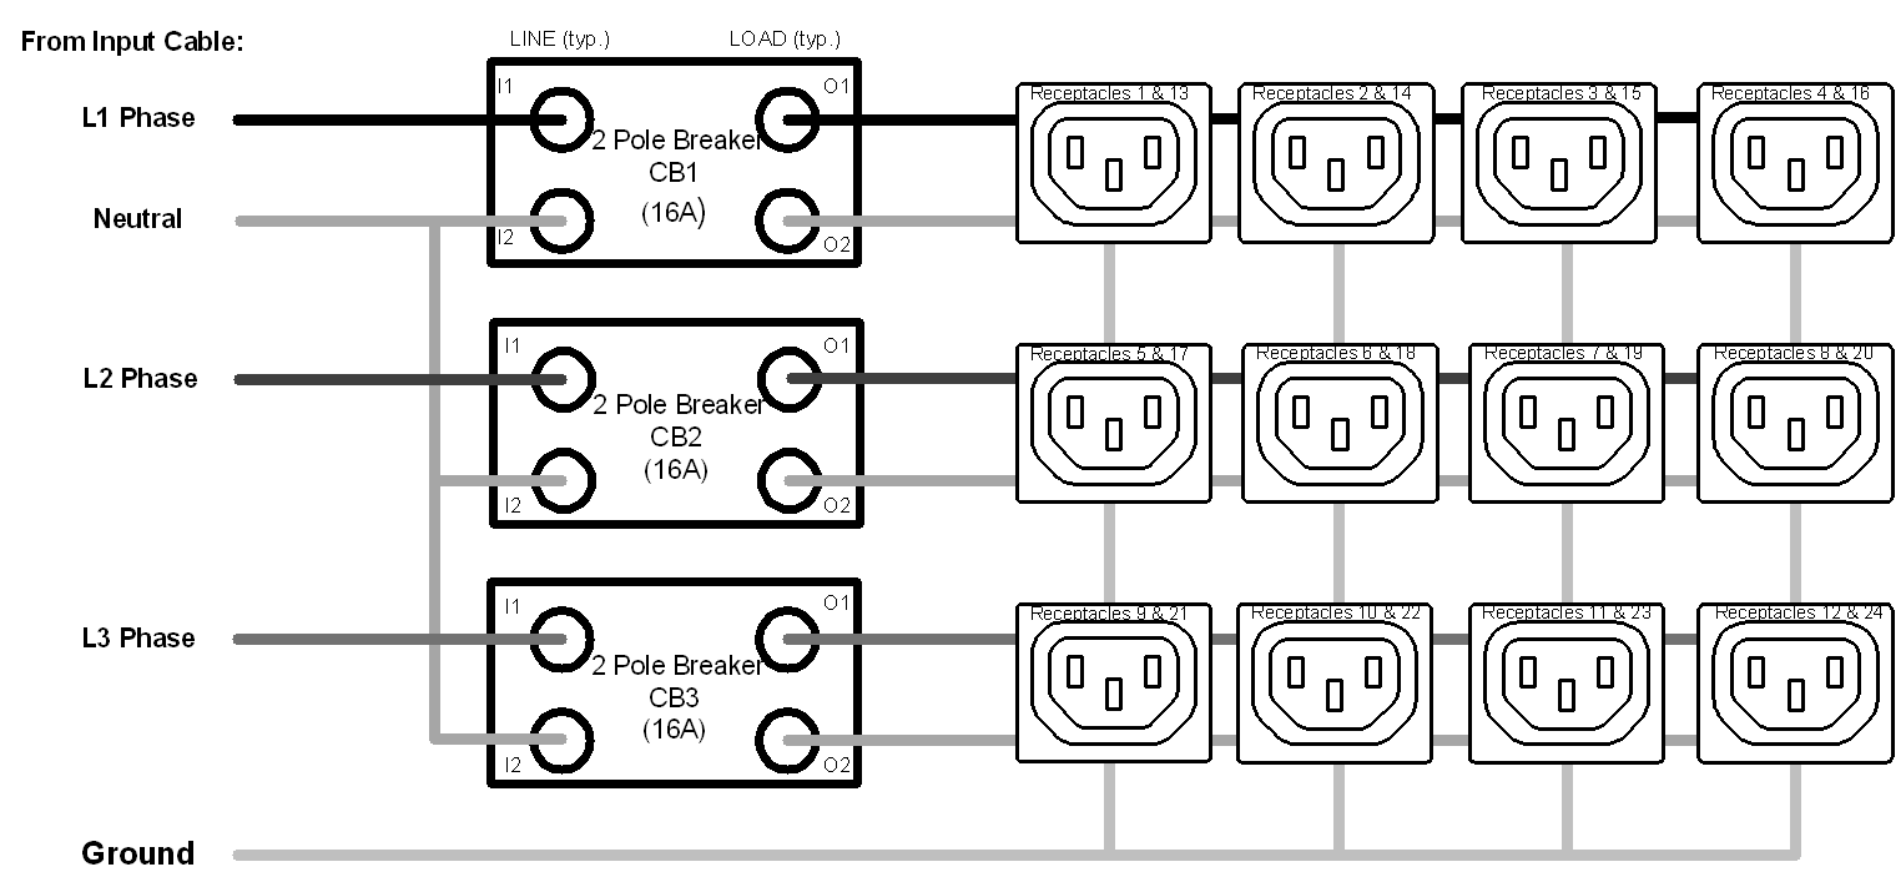 From Input Cable:
LINE (typ.)
LOAD (typ.)
L1 Phase
I1
O1
2 Pole Breaker
CB1
(16A)
Neutral
I2
O2
Receptacles 1 & 13
Receptacles 2 & 14
Receptacles 3 & 15
Receptacles 4 & 16
L2 Phase
I1
O1
2 Pole Breaker
CB2
(16A)
I2
O2
Receptacles 5 & 17
Receptacles 6 & 18
Receptacles 7 & 19
Receptacles 8 & 20
L3 Phase
I1
O1
2 Pole Breaker
CB3
(16A)
I2
O2
Receptacles 9 & 21
Receptacles 10 & 22
Receptacles 11 & 23
Receptacles 12 & 24
Ground